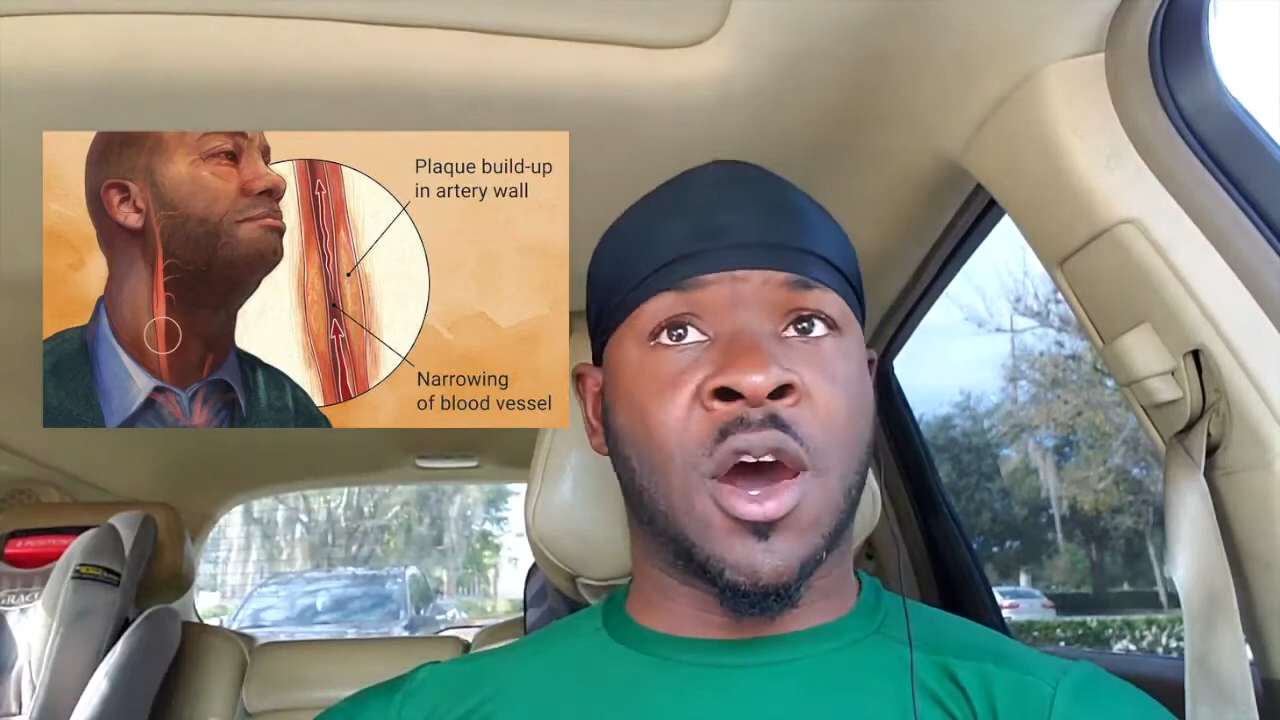 Plaque build-up
in artery wall
Narrowing
of blood vessel